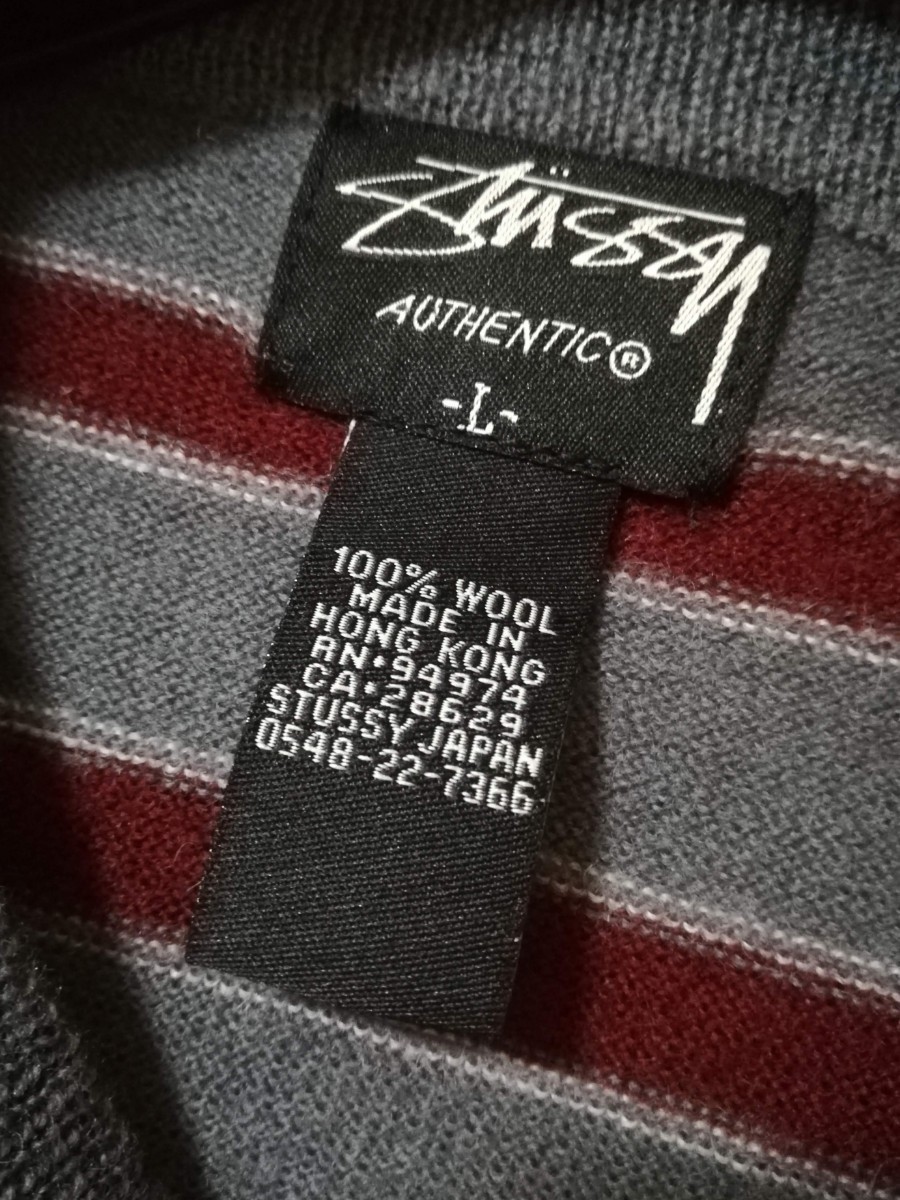 Stüssy
AUTHENTIC®
-L-
100% WOOL
MADE IN
HONG KONG
RN•94974
CA•28629
STUSSY JAPAN
0548-22-7366